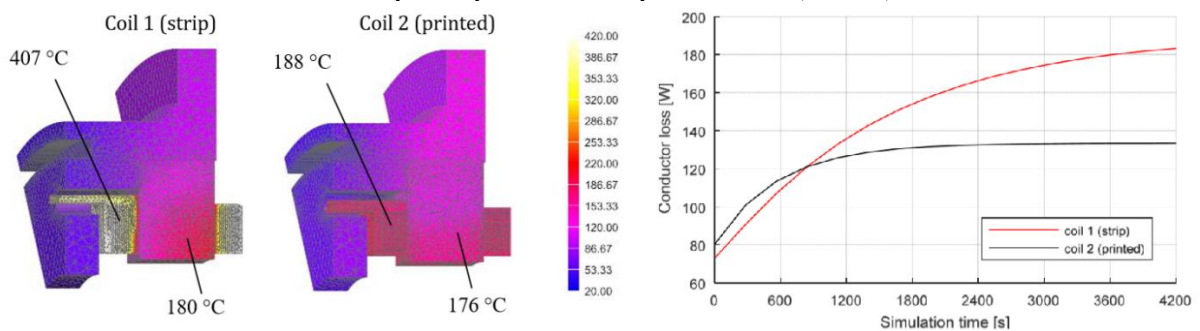 Coil 1 (strip)
Coil 2 (printed)
407 °C
188 °C
180 °C
176 °C
420.00
386.67
353.33
320.00
286.67
253.33
220.00
186.67
153.33
120.00
86.67
53.33
20.00
Conductor loss [W]
200
180
160
140
120
100
80
60
coil 1 (strip)
coil 2 (printed)
0
600
1200
1800
2400
3000
3600
4200
Simulation time [s]